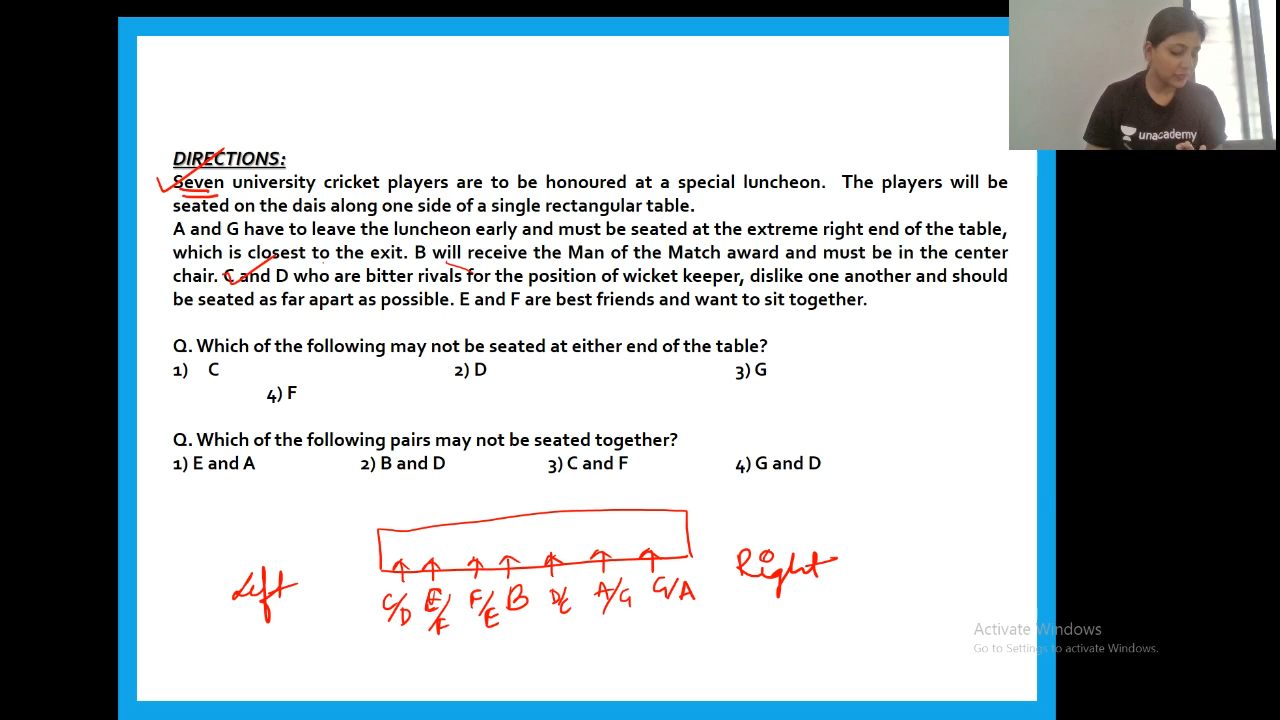 unacademy
DIRECTIONS:
Seven university cricket players are to be honoured at a special luncheon. The players will be
seated on the dais along one side of a single rectangular table.
A and G have to leave the luncheon early and must be seated at the extreme right end of the table,
which is closest to the exit. B will receive the Man of the Match award and must be in the center
chair. C and D who are bitter rivals for the position of wicket keeper, dislike one another and should
be seated as far apart as possible. E and F are best friends and want to sit together.
Q. Which of the following may not be seated at either end of the table?
1) C 2) D 3) G
4) F
Q. Which of the following pairs may not be seated together?
1) E and A 2) B and D 3) C and F 4) G and D
Left Right
C/D E/F F/E B D/C A/G G/A
Activate Windows
Go to Settings to activate Windows.